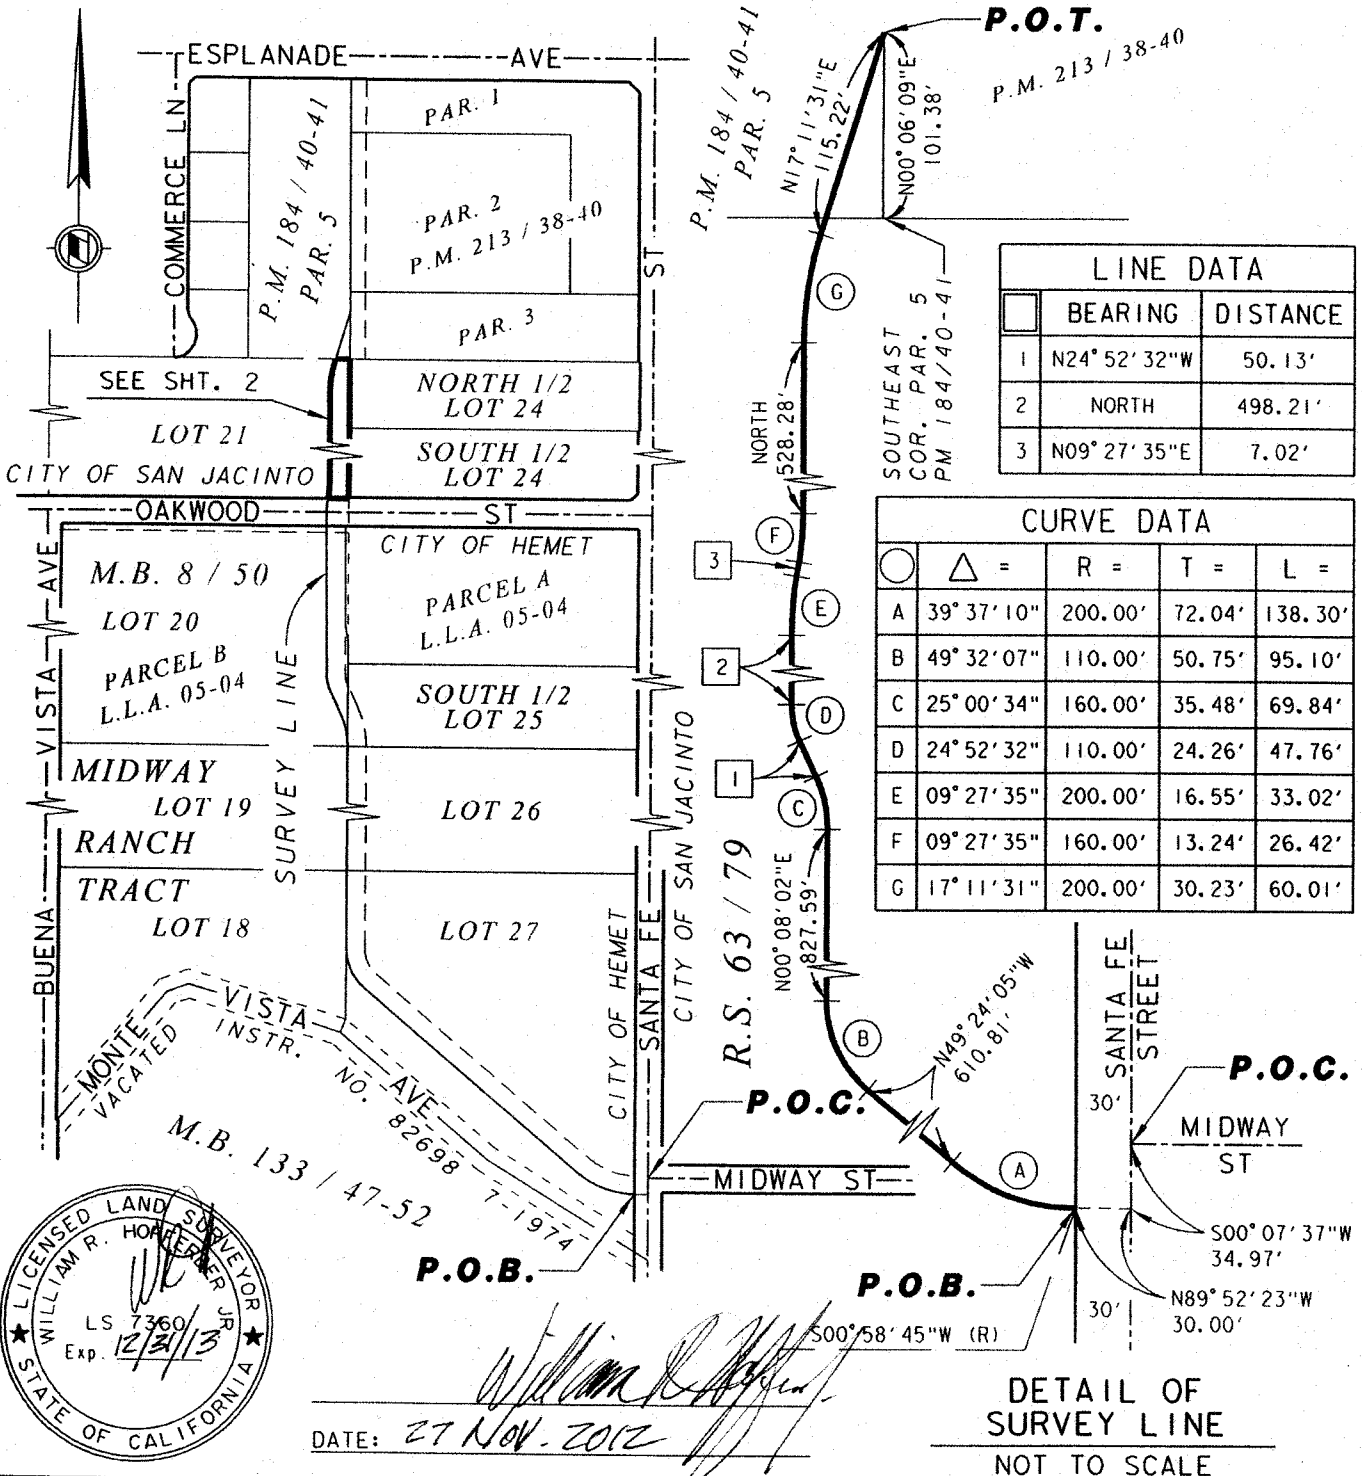 ESPLANADE AVE
COMMERCE LN
P.M. 184 / 40-41
PAR. 5
PAR. 1
PAR. 2
P.M. 213 / 38-40
PAR. 3
ST
SEE SHT. 2
LOT 21
NORTH 1/2
LOT 24
SOUTH 1/2
LOT 24
CITY OF SAN JACINTO
OAKWOOD ST
CITY OF HEMET
M.B. 8 / 50
LOT 20
PARCEL B
L.L.A. 05-04
PARCEL A
L.L.A. 05-04
SOUTH 1/2
LOT 25
SURVEY LINE
BUENA VISTA AVE
MIDWAY
LOT 19
RANCH
TRACT
LOT 18
LOT 26
LOT 27
CITY OF HEMET
SANTA FE
CITY OF SAN JACINTO
MONTE VISTA AVE
VACATED INSTR. NO. 82698 7-1974
M.B. 133 / 47-52
P.O.C.
MIDWAY ST
P.O.B.
P.O.T.
P.M. 184 / 40-41
PAR. 5
P.M. 213 / 38-40
N17°11'31"E
115.22'
N00°06'09"E
101.38'
G
SOUTHEAST
COR. PAR. 5
PM 184/40-41
NORTH
528.28'
F
3
E
2
D
1
C
N00°08'02"E
827.59'
R.S. 63 / 79
B
N49°24'05"W
610.81'
A
SANTA FE
STREET
30'
P.O.C.
MIDWAY
ST
S00°07'37"W
34.97'
N89°52'23"W
30.00'
30'
P.O.B.
S00°58'45"W (R)
LINE DATA
BEARING DISTANCE
1 N24°52'32"W 50.13'
2 NORTH 498.21'
3 N09°27'35"E 7.02'
CURVE DATA
△ = R = T = L =
A 39°37'10" 200.00' 72.04' 138.30'
B 49°32'07" 110.00' 50.75' 95.10'
C 25°00'34" 160.00' 35.48' 69.84'
D 24°52'32" 110.00' 24.26' 47.76'
E 09°27'35" 200.00' 16.55' 33.02'
F 09°27'35" 160.00' 13.24' 26.42'
G 17°11'31" 200.00' 30.23' 60.01'
DETAIL OF
SURVEY LINE
NOT TO SCALE
LICENSED LAND SURVEYOR
WILLIAM R. JR
LS 7360
Exp. 12/31/13
STATE OF CALIFORNIA
DATE: 27 NOV. 2012